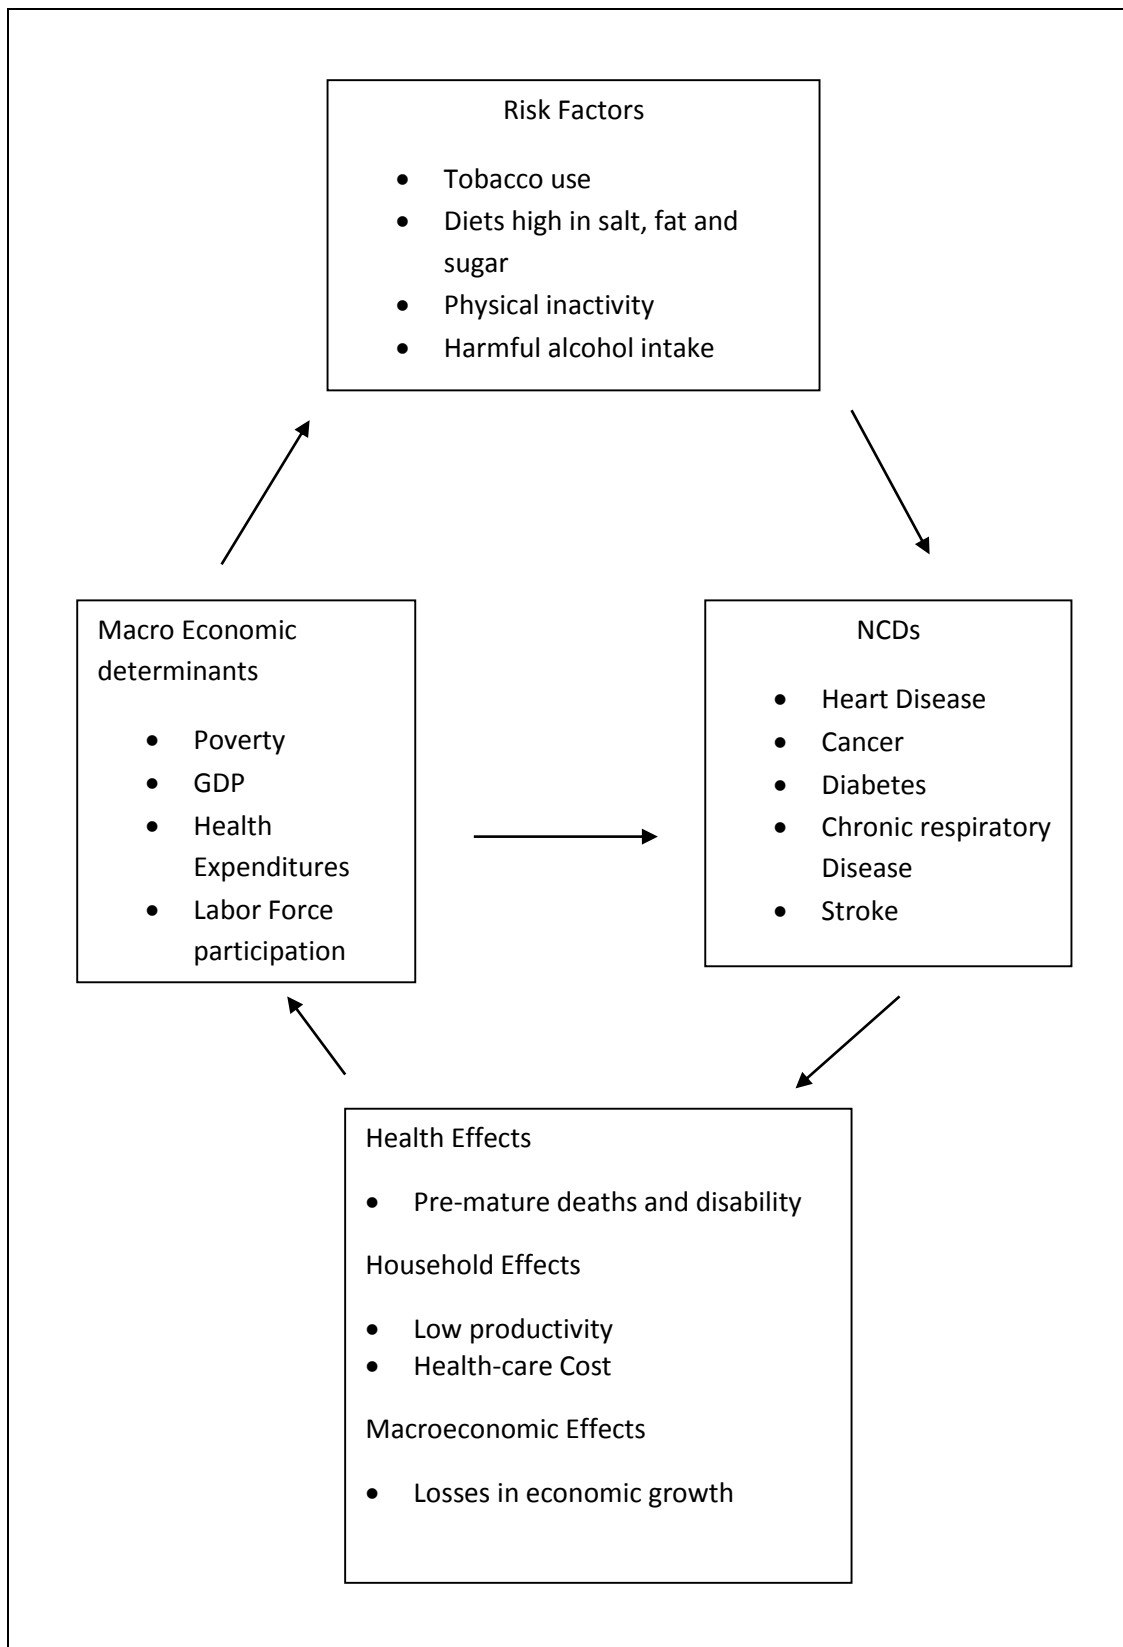 Risk Factors
• Tobacco use
• Diets high in salt, fat and
sugar
• Physical inactivity
• Harmful alcohol intake
Macro Economic
determinants
• Poverty
• GDP
• Health
Expenditures
• Labor Force
participation
NCDs
• Heart Disease
• Cancer
• Diabetes
• Chronic respiratory
Disease
• Stroke
Health Effects
• Pre-mature deaths and disability
Household Effects
• Low productivity
• Health-care Cost
Macroeconomic Effects
• Losses in economic growth